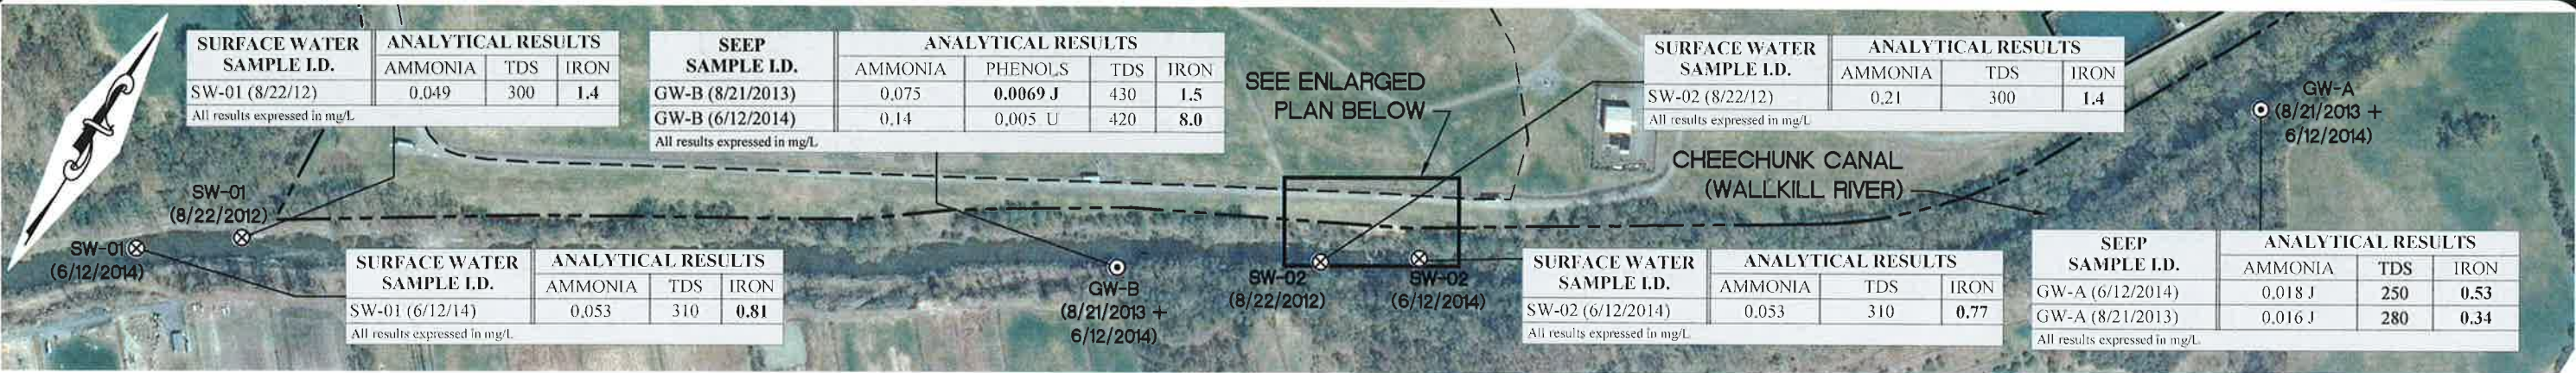 SURFACE WATER SAMPLE I.D. ANALYTICAL RESULTS
AMMONIA TDS IRON
SW-01 (8/22/12) 0.049 300 1.4
All results expressed in mg/L
SEEP SAMPLE I.D. ANALYTICAL RESULTS
AMMONIA PHENOLS TDS IRON
GW-B (8/21/2013) 0.075 0.0069 J 430 1.5
GW-B (6/12/2014) 0.14 0.005 U 420 8.0
All results expressed in mg/L
SEE ENLARGED
PLAN BELOW
SURFACE WATER SAMPLE I.D. ANALYTICAL RESULTS
AMMONIA TDS IRON
SW-02 (8/22/12) 0.21 300 1.4
All results expressed in mg/L
GW-A
(8/21/2013 +
6/12/2014)
CHEECHUNK CANAL
(WALLKILL RIVER)
SW-01
(8/22/2012)
SW-01
(6/12/2014)
SURFACE WATER SAMPLE I.D. ANALYTICAL RESULTS
AMMONIA TDS IRON
SW-01 (6/12/14) 0.053 310 0.81
All results expressed in mg/L
GW-B
(8/21/2013 +
6/12/2014)
SW-02
(8/22/2012)
SW-02
(6/12/2014)
SURFACE WATER SAMPLE I.D. ANALYTICAL RESULTS
AMMONIA TDS IRON
SW-02 (6/12/2014) 0.053 310 0.77
All results expressed in mg/L
SEEP SAMPLE I.D. ANALYTICAL RESULTS
AMMONIA TDS IRON
GW-A (6/12/2014) 0.018 J 250 0.53
GW-A (8/21/2013) 0.016 J 280 0.34
All results expressed in mg/L